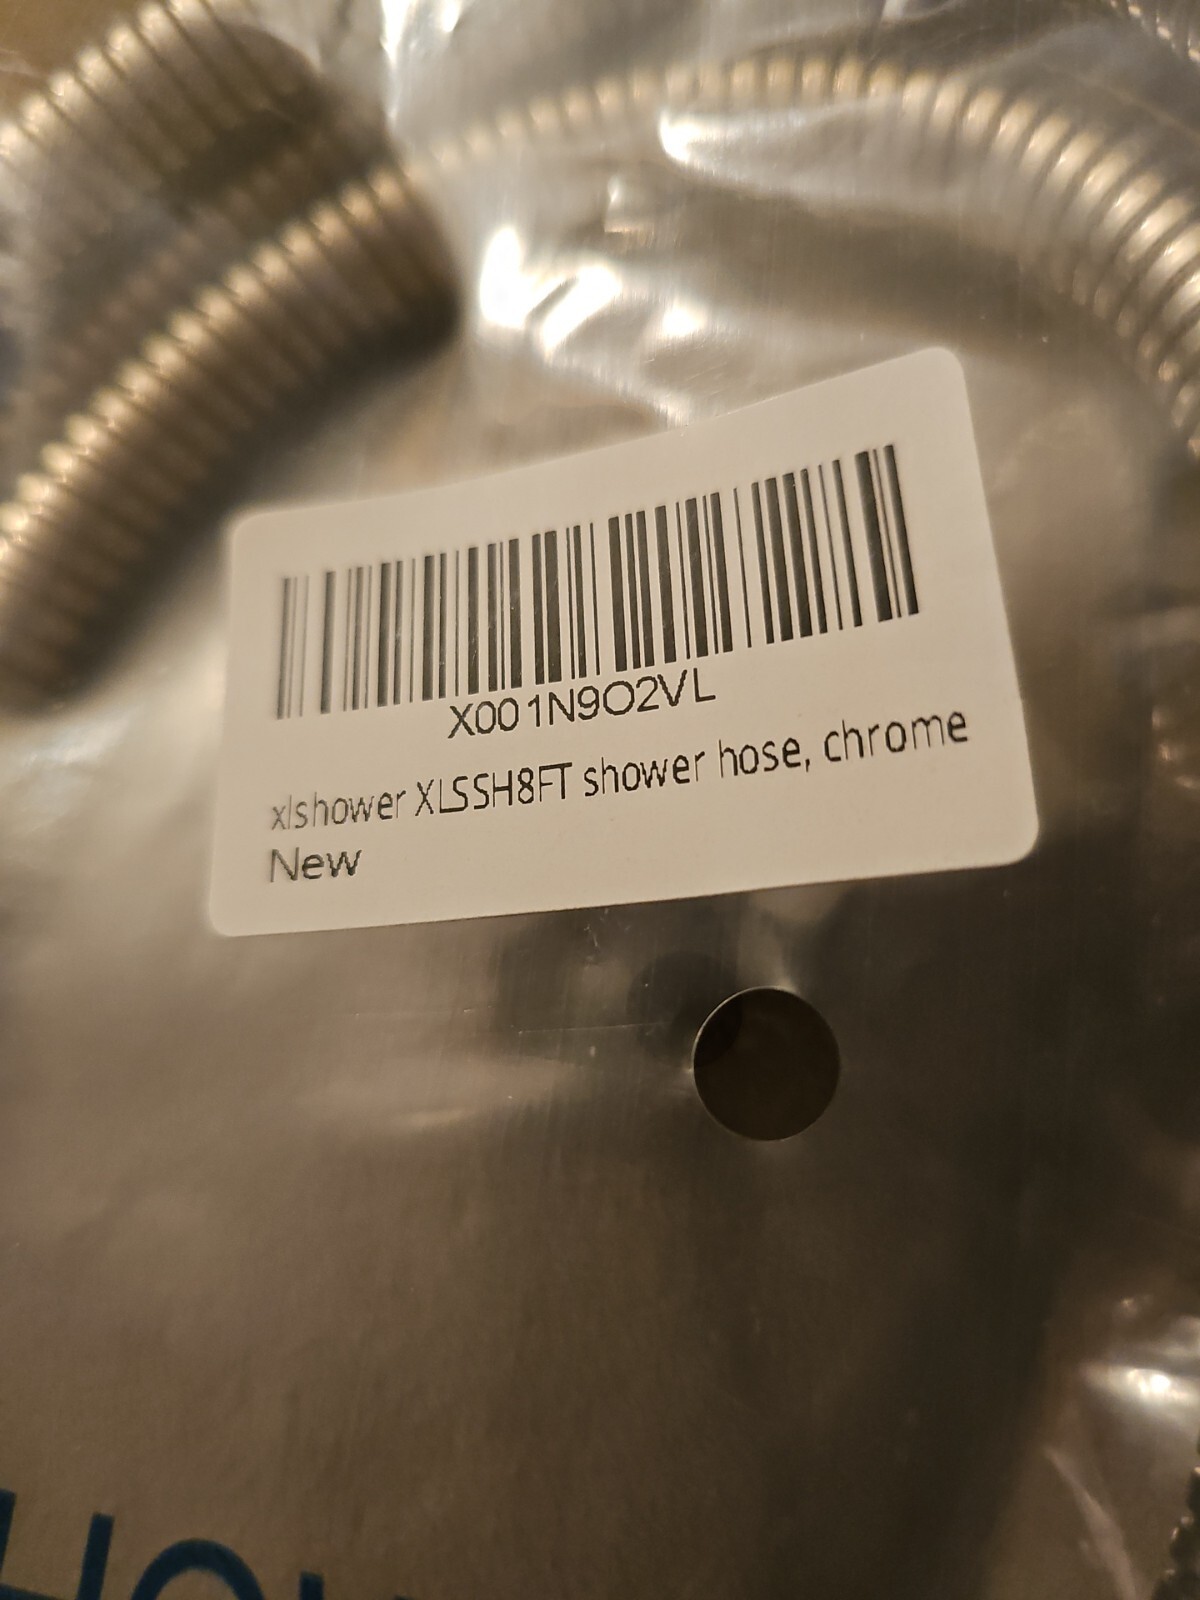 X001N9O2VL
xlshower XLSSH8FT shower hose, chrome
New